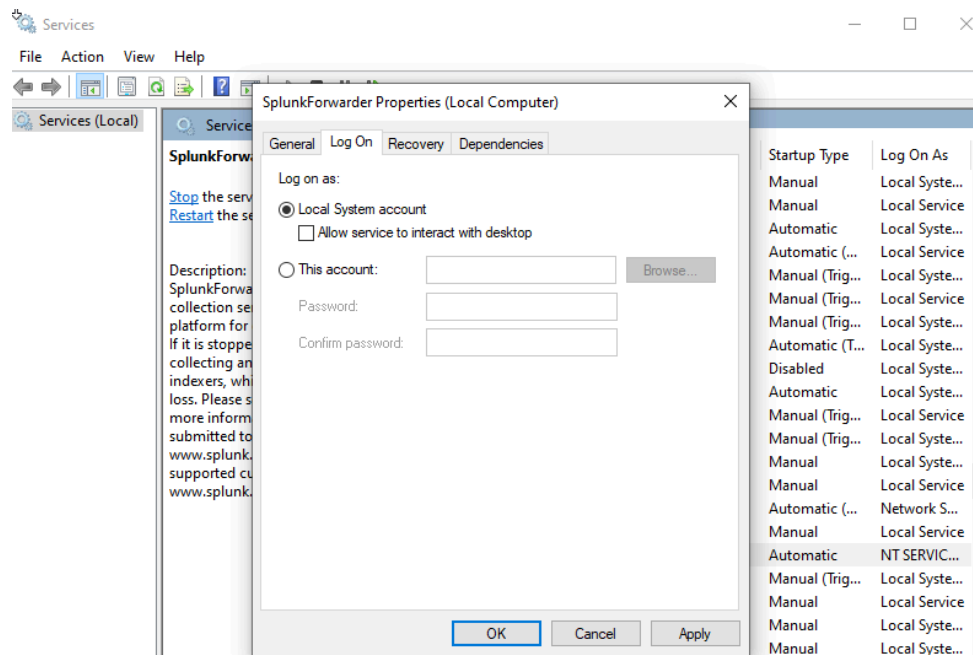 Services
File Action View Help
Services (Local)
Service
SplunkForwa
Stop the serv
Restart the se
Description:
SplunkForwa
collection se
platform for
If it is stoppe
collecting an
indexers, whi
loss. Please s
more inform
submitted to
www.splunk.
supported cu
www.splunk.
SplunkForwarder Properties (Local Computer)
General Log On Recovery Dependencies
Log on as:
Local System account
Allow service to interact with desktop
This account:
Browse...
Password:
Confirm password:
OK Cancel Apply
Startup Type Log On As
Manual Local Syste...
Manual Local Service
Automatic Local Syste...
Automatic (... Local Service
Manual (Trig... Local Syste...
Manual (Trig... Local Service
Manual (Trig... Local Syste...
Automatic (T... Local Syste...
Disabled Local Syste...
Automatic Local Syste...
Manual (Trig... Local Service
Manual (Trig... Local Syste...
Manual Local Syste...
Manual Local Service
Automatic (... Network S...
Manual Local Service
Automatic NT SERVIC...
Manual (Trig... Local Syste...
Manual Local Service
Manual Local Syste...
Manual Local Syste...